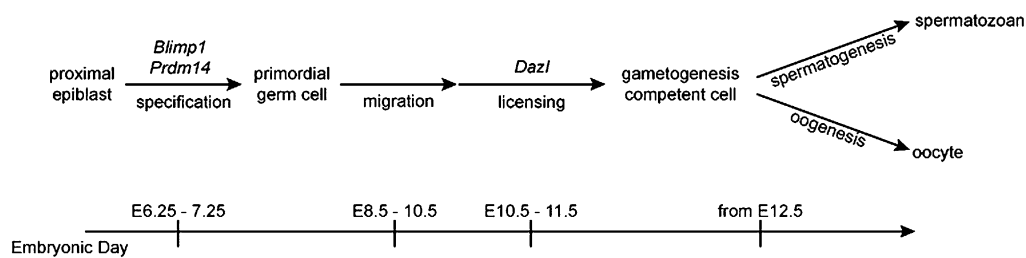 spermatozoan
Blimp1
Prdm14
Dazl
proximal
epiblast
specification
primordial
germ cell
migration
licensing
gametogenesis
competent cell
spermatogenesis
oogenesis
oocyte
E6.25 - 7.25
E8.5 - 10.5
E10.5 - 11.5
from E12.5
Embryonic Day